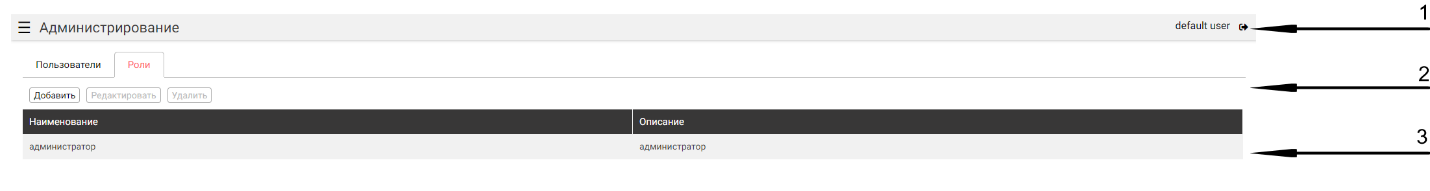 Администрирование default user 1
Пользователи Роли
2
Добавить Редактировать Удалить
Наименование Описание
3
администратор администратор